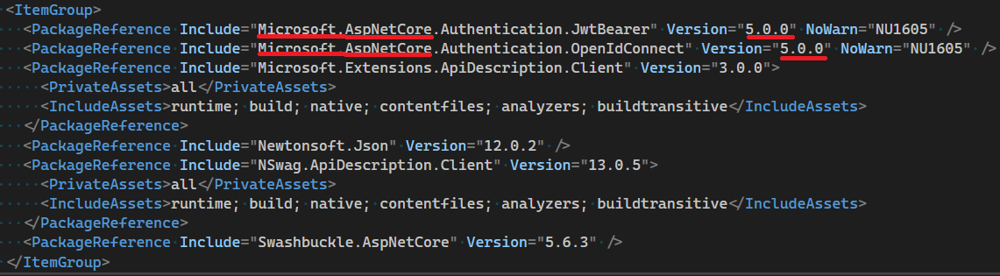 <ItemGroup>
<PackageReference Include="Microsoft.AspNetCore.Authentication.JwtBearer" Version="5.0.0" NoWarn="NU1605" />
<PackageReference Include="Microsoft.AspNetCore.Authentication.OpenIdConnect" Version="5.0.0" NoWarn="NU1605" />
<PackageReference Include="Microsoft.Extensions.ApiDescription.Client" Version="3.0.0">
<PrivateAssets>all</PrivateAssets>
<IncludeAssets>runtime; build; native; contentfiles; analyzers; buildtransitive</IncludeAssets>
</PackageReference>
<PackageReference Include="Newtonsoft.Json" Version="12.0.2" />
<PackageReference Include="NSwag.ApiDescription.Client" Version="13.0.5">
<PrivateAssets>all</PrivateAssets>
<IncludeAssets>runtime; build; native; contentfiles; analyzers; buildtransitive</IncludeAssets>
</PackageReference>
<PackageReference Include="Swashbuckle.AspNetCore" Version="5.6.3" />
</ItemGroup>